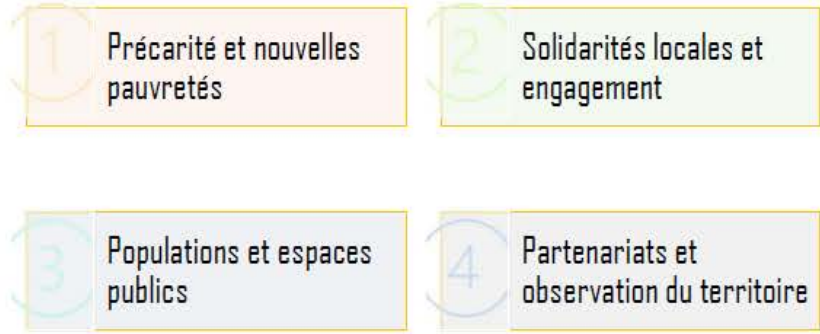 1
Précarité et nouvelles
pauvretés
2
Solidarités locales et
engagement
3
Populations et espaces
publics
4
Partenariats et
observation du territoire